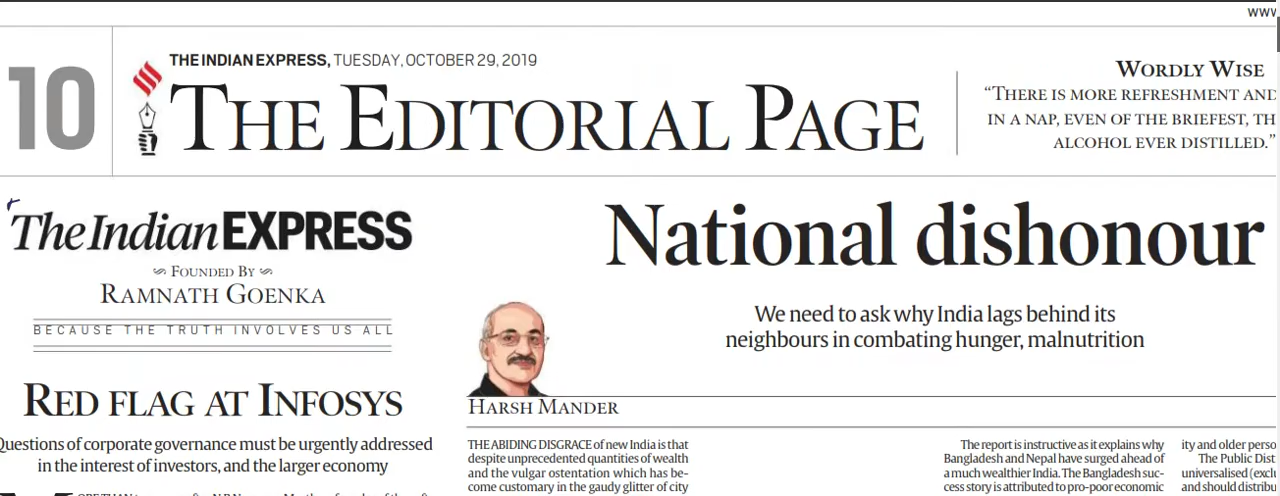 WWW
10
THE INDIAN EXPRESS, TUESDAY, OCTOBER 29, 2019
THE EDITORIAL PAGE
WORDLY WISE
“THERE IS MORE REFRESHMENT AND
IN A NAP, EVEN OF THE BRIEFEST, TH
ALCOHOL EVER DISTILLED.”
The Indian EXPRESS
FOUNDED BY
RAMNATH GOENKA
BECAUSE THE TRUTH INVOLVES US ALL
RED FLAG AT INFOSYS
Questions of corporate governance must be urgently addressed
in the interest of investors, and the larger economy
National dishonour
We need to ask why India lags behind its
neighbours in combating hunger, malnutrition
HARSH MANDER
THE ABIDING DISGRACE of new India is that
despite unprecedented quantities of wealth
and the vulgar ostentation which has be-
come customary in the gaudy glitter of city
The report is instructive as it explains why
Bangladesh and Nepal have surged ahead of
a much wealthier India. The Bangladesh suc-
cess story is attributed to pro-poor economic
ity and older perso
The Public Dist
universalised (excl
and should distribu